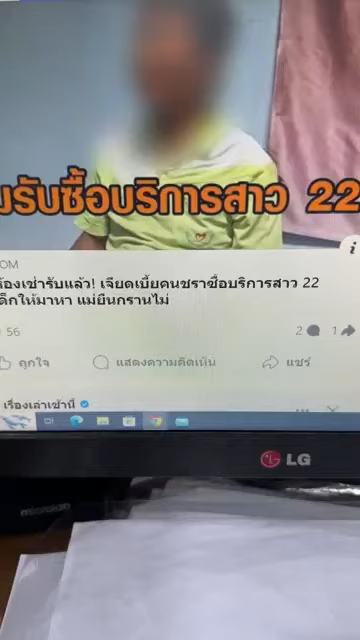 มรับซื้อบริการสาว 22
OM
ห้องเช่ารับแล้ว! เจียดเบี้ยคนชราซื้อบริการสาว 22
เด็กให้มาหา แม่ยืนกรานไม่
56
2
1
ถูกใจ
แสดงความคิดเห็น
แชร์
เรื่องเล่าเช้านี้
LG